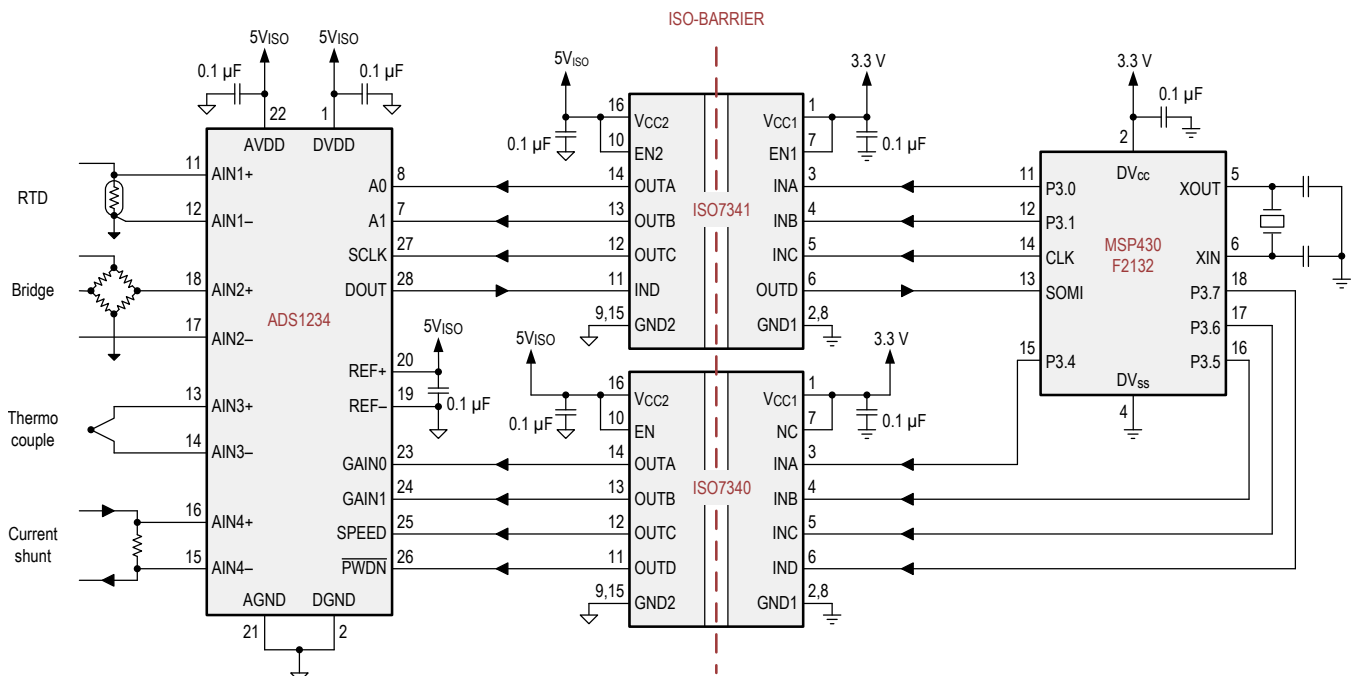 ISO-BARRIER
5VISO
5VISO
0.1 µF
0.1 µF
22
1
AVDD
DVDD
RTD
11
AIN1+
12
AIN1–
Bridge
18
AIN2+
17
AIN2–
Thermo
couple
13
AIN3+
14
AIN3–
Current
shunt
16
AIN4+
15
AIN4–
ADS1234
A0
8
A1
7
SCLK
27
DOUT
28
REF+
20
REF–
19
5VISO
0.1 µF
GAIN0
23
GAIN1
24
SPEED
25
PWDN
26
AGND
DGND
21
2
5VISO
0.1 µF
16
VCC2
10
EN2
14
OUTA
13
OUTB
12
OUTC
11
IND
9,15
GND2
ISO7341
3.3 V
0.1 µF
1
VCC1
7
EN1
3
INA
4
INB
5
INC
6
OUTD
2,8
GND1
5VISO
0.1 µF
16
VCC2
10
EN
14
OUTA
13
OUTB
12
OUTC
11
OUTD
9,15
GND2
ISO7340
3.3 V
0.1 µF
1
VCC1
7
NC
3
INA
4
INB
5
INC
6
IND
2,8
GND1
3.3 V
0.1 µF
2
DVcc
11
P3.0
12
P3.1
14
CLK
13
SOMI
15
P3.4
MSP430
F2132
XOUT
5
XIN
6
P3.7
18
P3.6
17
P3.5
16
DVss
4